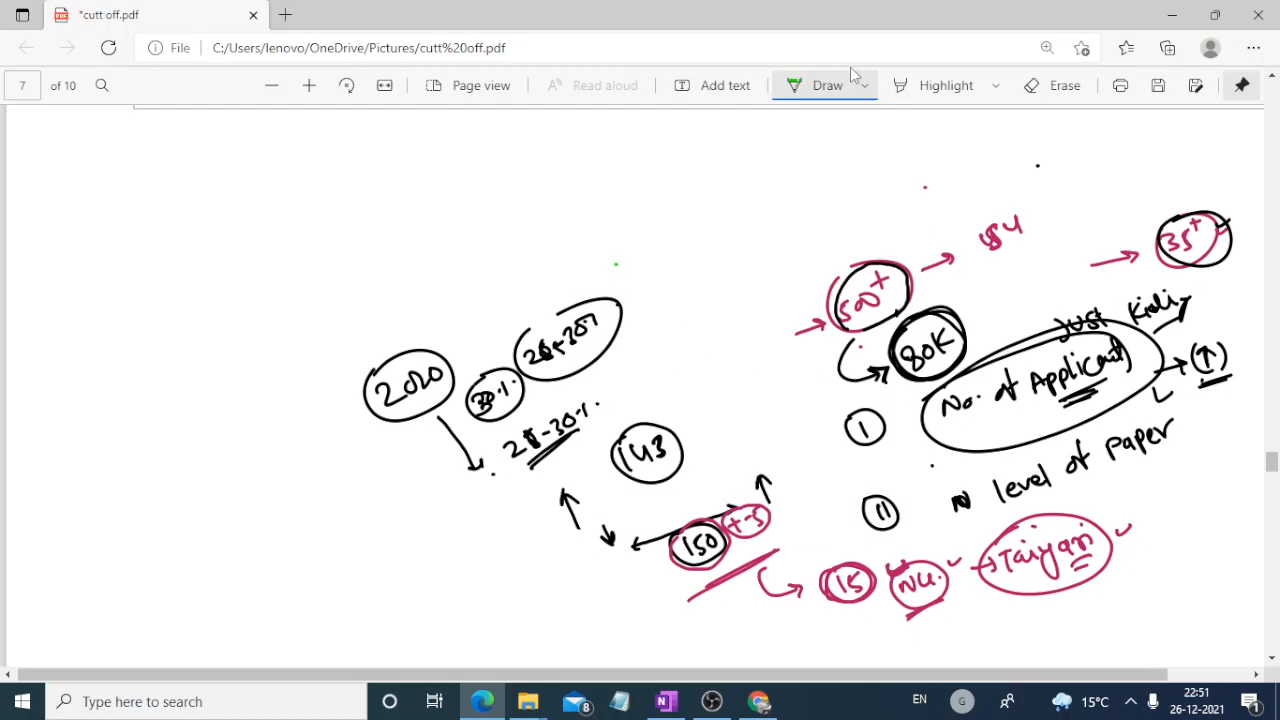 *cutt off.pdf
File C:/Users/lenovo/OneDrive/Pictures/cutt%20off.pdf
7 of 10 Page view Read aloud Add text Draw Highlight Erase
35+
500+
just
80K
No. of Applicant (↑)
2020 30%
28-30%
143
I
level of Paper
II
150 +-5
15 Nu. → Taiyari
Type here to search
8 EN G 15°C 22:51
26-12-2021 1